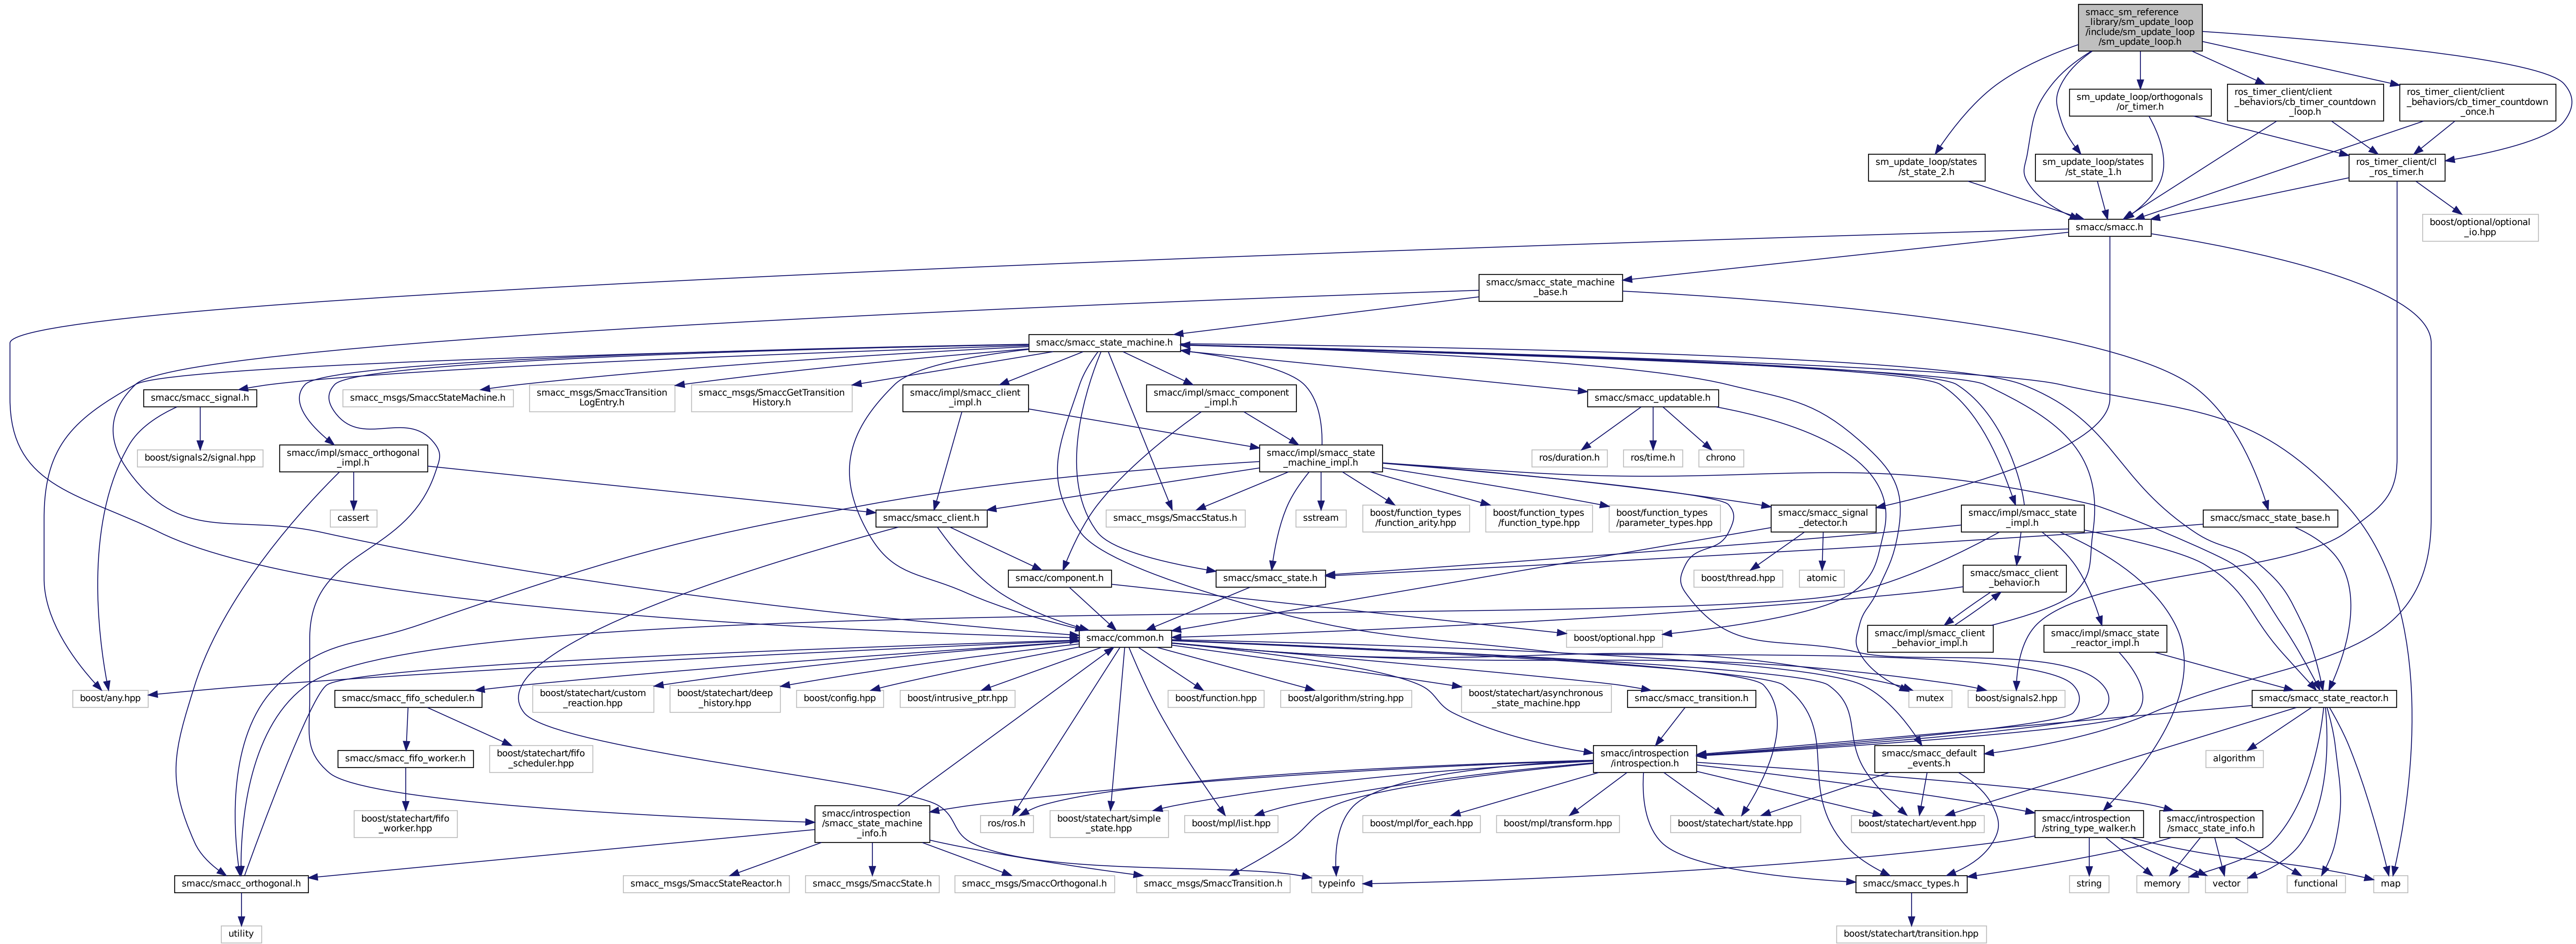 smacc_sm_reference
_library/sm_update_loop
/include/sm_update_loop
/sm_update_loop.h
sm_update_loop/orthogonals
/or_timer.h
ros_timer_client/client
_behaviors/cb_timer_countdown
_loop.h
ros_timer_client/client
_behaviors/cb_timer_countdown
_once.h
sm_update_loop/states
/st_state_2.h
sm_update_loop/states
/st_state_1.h
ros_timer_client/cl
_ros_timer.h
smacc/smacc.h
boost/optional/optional
_io.hpp
smacc/smacc_state_machine
_base.h
smacc/smacc_state_machine.h
smacc/smacc_signal.h
smacc_msgs/SmaccStateMachine.h
smacc_msgs/SmaccTransition
LogEntry.h
smacc_msgs/SmaccGetTransition
History.h
smacc/impl/smacc_client
_impl.h
smacc/impl/smacc_component
_impl.h
smacc/smacc_updatable.h
boost/signals2/signal.hpp
smacc/impl/smacc_orthogonal
_impl.h
smacc/impl/smacc_state
_machine_impl.h
ros/duration.h
ros/time.h
chrono
cassert
smacc/smacc_client.h
smacc_msgs/SmaccStatus.h
sstream
boost/function_types
/function_arity.hpp
boost/function_types
/function_type.hpp
boost/function_types
/parameter_types.hpp
smacc/smacc_signal
_detector.h
smacc/impl/smacc_state
_impl.h
smacc/smacc_state_base.h
smacc/component.h
smacc/smacc_state.h
boost/thread.hpp
atomic
smacc/smacc_client
_behavior.h
smacc/common.h
boost/optional.hpp
smacc/impl/smacc_client
_behavior_impl.h
smacc/impl/smacc_state
_reactor_impl.h
boost/any.hpp
smacc/smacc_fifo_scheduler.h
boost/statechart/custom
_reaction.hpp
boost/statechart/deep
_history.hpp
boost/config.hpp
boost/intrusive_ptr.hpp
boost/function.hpp
boost/algorithm/string.hpp
boost/statechart/asynchronous
_state_machine.hpp
smacc/smacc_transition.h
mutex
boost/signals2.hpp
smacc/smacc_state_reactor.h
smacc/smacc_fifo_worker.h
boost/statechart/fifo
_scheduler.hpp
smacc/introspection
/introspection.h
smacc/smacc_default
_events.h
algorithm
boost/statechart/fifo
_worker.hpp
smacc/introspection
/smacc_state_machine
_info.h
ros/ros.h
boost/statechart/simple
_state.hpp
boost/mpl/list.hpp
boost/mpl/for_each.hpp
boost/mpl/transform.hpp
boost/statechart/state.hpp
boost/statechart/event.hpp
smacc/introspection
/string_type_walker.h
smacc/introspection
/smacc_state_info.h
smacc/smacc_orthogonal.h
smacc_msgs/SmaccStateReactor.h
smacc_msgs/SmaccState.h
smacc_msgs/SmaccOrthogonal.h
smacc_msgs/SmaccTransition.h
typeinfo
smacc/smacc_types.h
string
memory
vector
functional
map
utility
boost/statechart/transition.hpp